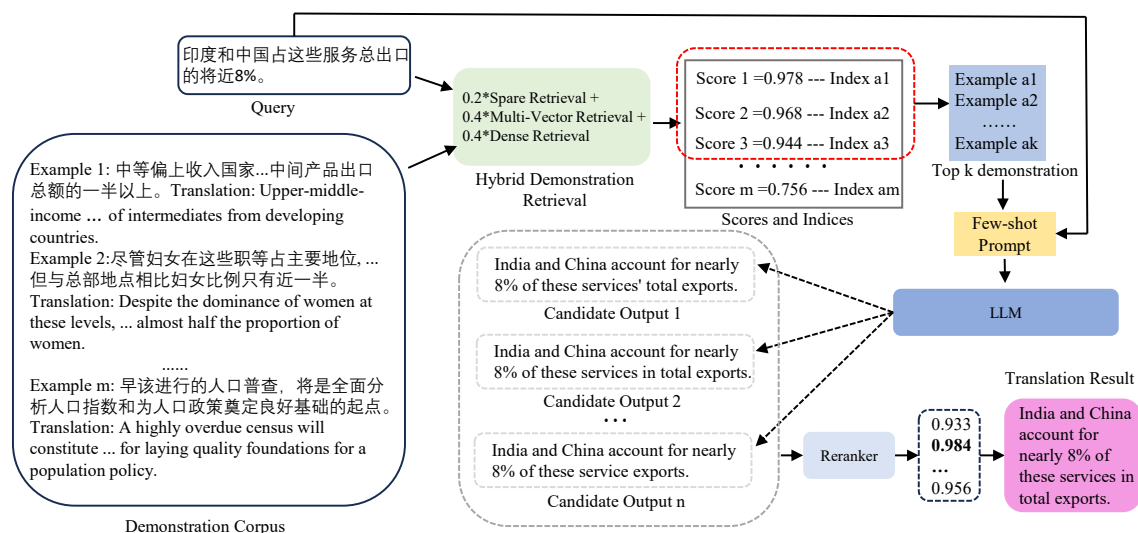 印度和中国占这些服务总出口
的将近8%。
Query
Example 1: 中等偏上收入国家...中间产品出口
总额的一半以上。Translation: Upper-middle-
income ... of intermediates from developing
countries.
Example 2:尽管妇女在这些职等占主要地位, ...
但与总部地点相比妇女比例只有近一半。
Translation: Despite the dominance of women at
these levels, ... almost half the proportion of
women.
......
Example m: 早该进行的人口普查，将是全面分
析人口指数和为人口政策奠定良好基础的起点。
Translation: A highly overdue census will
constitute ... for laying quality foundations for a
population policy.
Demonstration Corpus
0.2*Spare Retrieval +
0.4*Multi-Vector Retrieval +
0.4*Dense Retrieval
Hybrid Demonstration
Retrieval
Score 1 =0.978 --- Index a1
Score 2 =0.968 --- Index a2
Score 3 =0.944 --- Index a3
......
Score m =0.756 --- Index am
Scores and Indices
Example a1
Example a2
......
Example ak
Top k demonstration
Few-shot
Prompt
LLM
India and China account for nearly
8% of these services' total exports.
Candidate Output 1
India and China account for nearly
8% of these services in total exports.
Candidate Output 2
...
India and China account for nearly
8% of these service exports.
Candidate Output n
Reranker
0.933
0.984
...
0.956
Translation Result
India and China
account for
nearly 8% of
these services in
total exports.